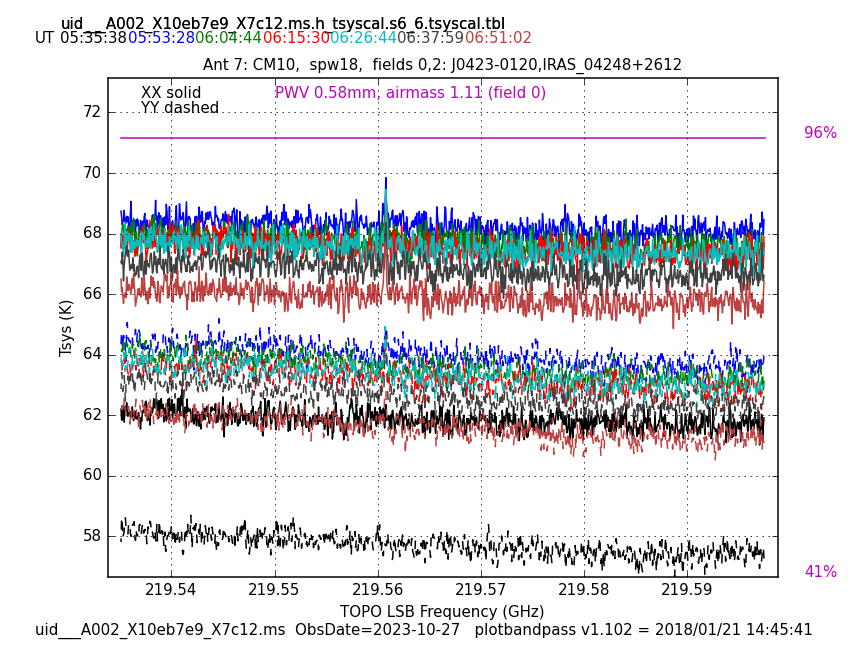 uid___A002_X10eb7e9_X7c12.ms.h_tsyscal.s6_6.tsyscal.tbl
UT 05:35:38 05:53:28 06:04:44 06:15:30 06:26:44 06:37:59 06:51:02
Ant 7: CM10,  spw18,  fields 0,2: J0423-0120,IRAS_04248+2612
XX solid
PWV 0.58mm, airmass 1.11 (field 0)
YY dashed
96%
72
70
68
66
64
62
60
58
Tsys (K)
41%
219.54 219.55 219.56 219.57 219.58 219.59
TOPO LSB Frequency (GHz)
uid___A002_X10eb7e9_X7c12.ms  ObsDate=2023-10-27   plotbandpass v1.102 = 2018/01/21 14:45:41